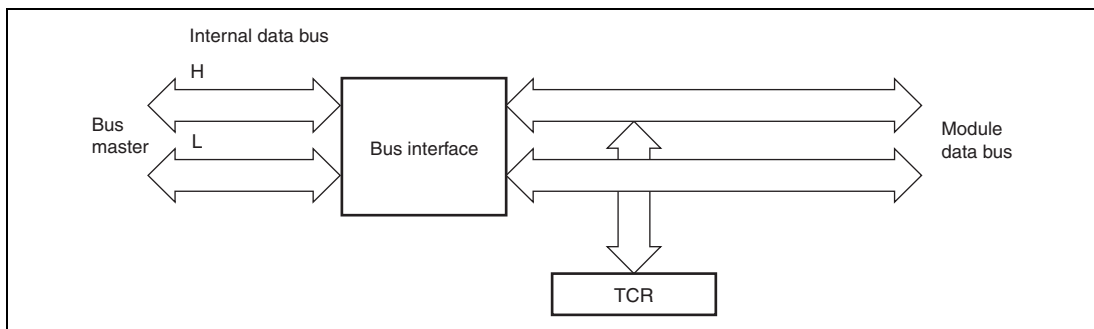 Internal data bus
H
Bus
master
L
Bus interface
Module
data bus
TCR